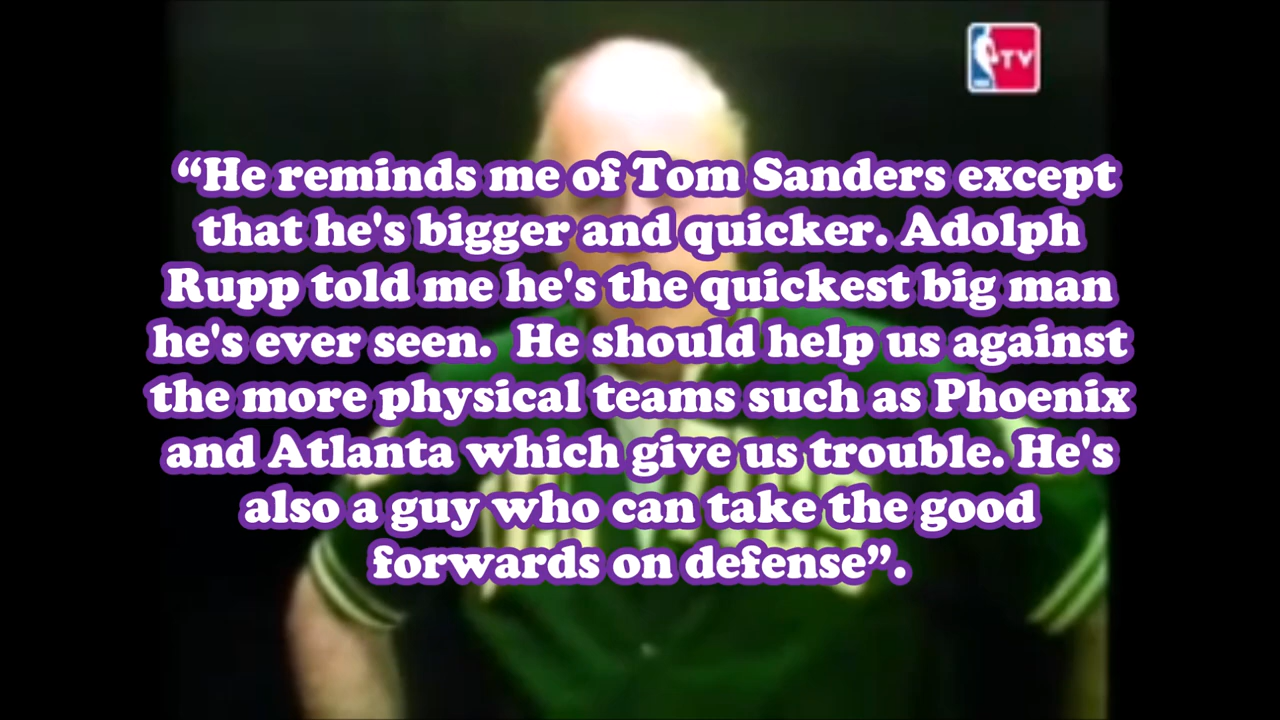 TV
“He reminds me of Tom Sanders except
that he's bigger and quicker. Adolph
Rupp told me he's the quickest big man
he's ever seen.  He should help us against
the more physical teams such as Phoenix
and Atlanta which give us trouble. He's
also a guy who can take the good
forwards on defense”.